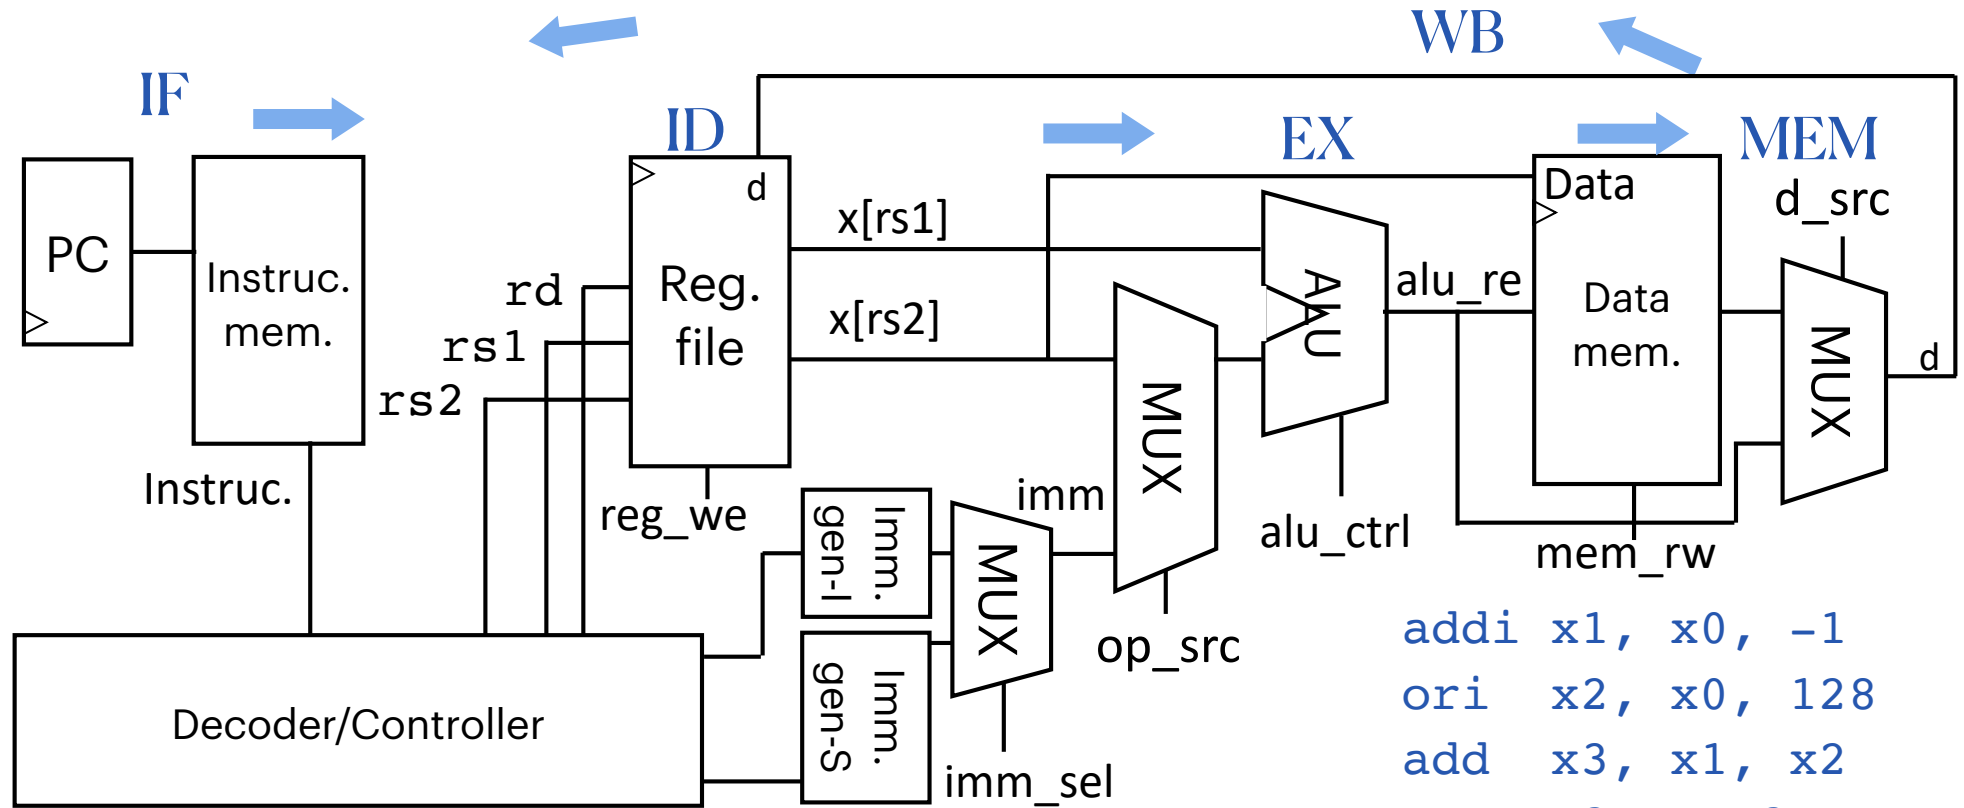 WB
IF
ID
EX
MEM
d_src
PC
Instruc.
mem.
rd
rs1
rs2
Instruc.
d
Reg.
file
reg_we
x[rs1]
x[rs2]
Imm.
gen-I
Imm.
gen-S
MUX
imm_sel
imm
MUX
op_src
ALU
alu_ctrl
alu_re
Data
Data
mem.
mem_rw
MUX
d
Decoder/Controller
addi x1, x0, -1
ori x2, x0, 128
add x3, x1, x2